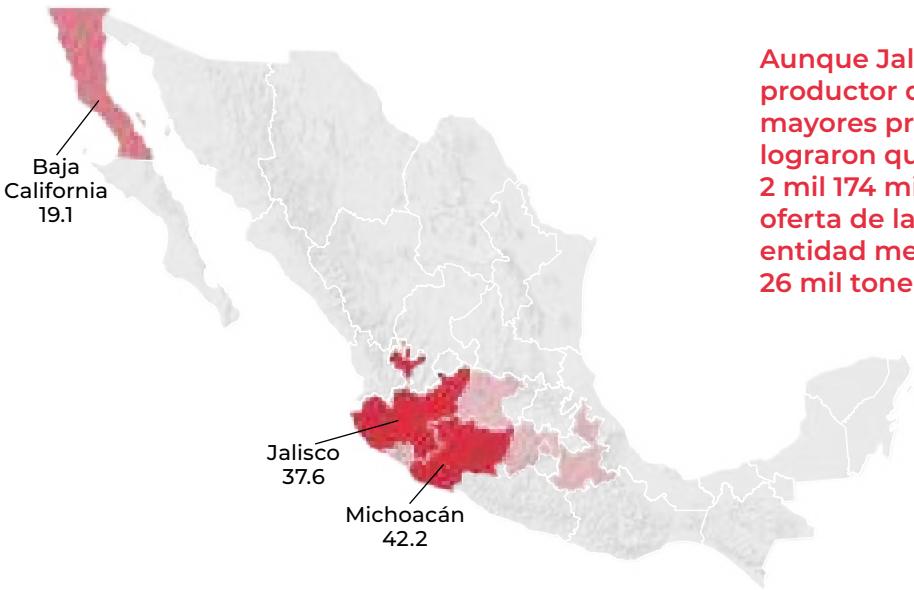 Aunque Jal
productor
mayores pr
lograron qu
2 mil 174 mi
oferta de la
entidad me
26 mil tone
Baja
California
19.1
Jalisco
37.6
Michoacán
42.2